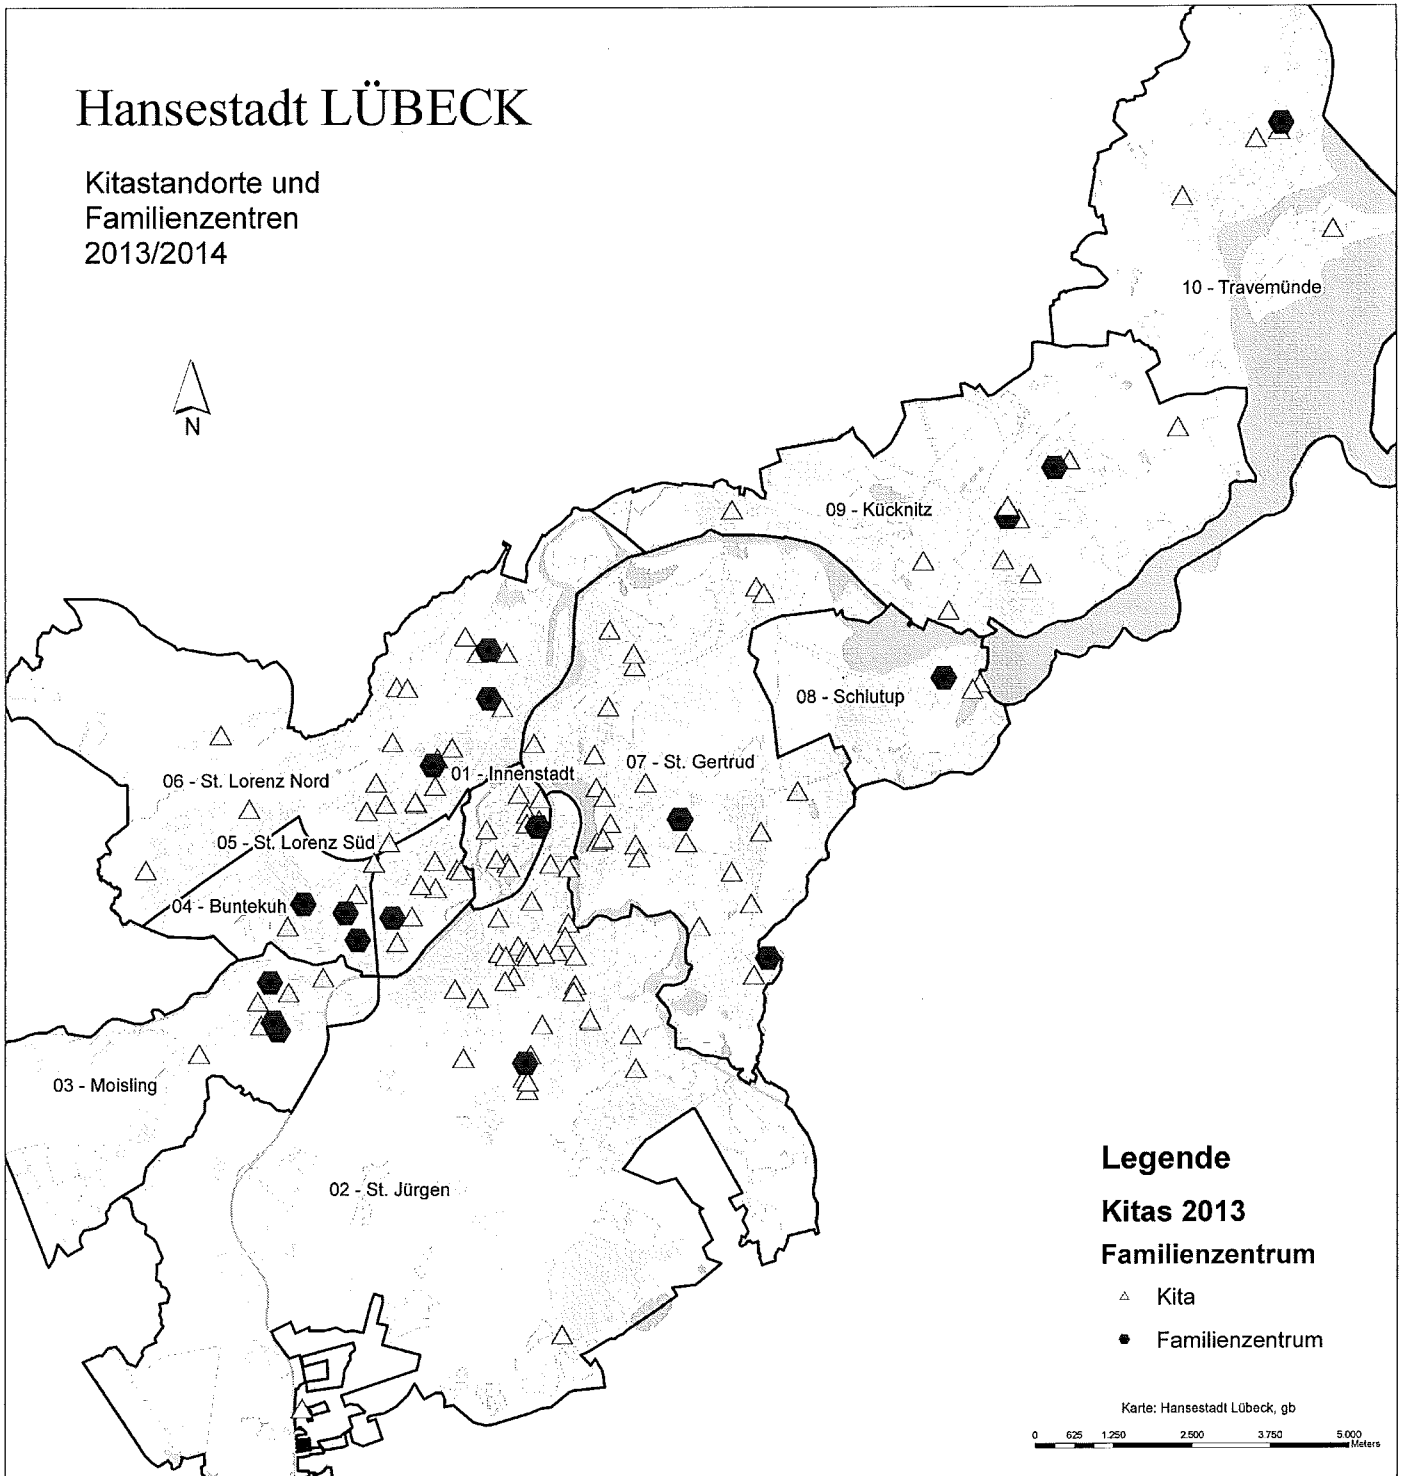 Hansestadt LÜBECK
Kitastandorte und
Familienzentren
2013/2014
N
10 - Travemünde
09 - Kücknitz
08 - Schlutup
07 - St. Gertrud
01 - Innenstadt
06 - St. Lorenz Nord
05 - St. Lorenz Süd
04 - Buntekuh
03 - Moisling
02 - St. Jürgen
Legende
Kitas 2013
Familienzentrum
Kita
Familienzentrum
Karte: Hansestadt Lübeck, gb
0 625 1.250 2.500 3.750 5.000
Meters